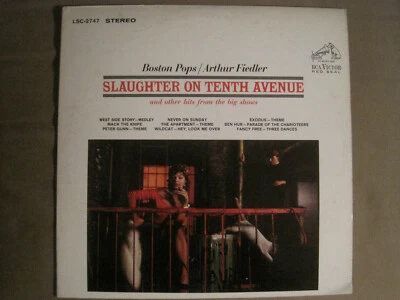 LSC-2747 STEREO
Boston Pops/Arthur Fiedler
RCA VICTOR
RED SEAL
SLAUGHTER ON TENTH AVENUE
and other hits from the big shows
WEST SIDE STORY—MEDLEY NEVER ON SUNDAY EXODUS—THEME
MACK THE KNIFE THE APARTMENT—THEME BEN HUR—PARADE OF THE CHARIOTEERS
PETER GUNN—THEME WILDCAT—HEY, LOOK ME OVER FANCY FREE—THREE DANCES